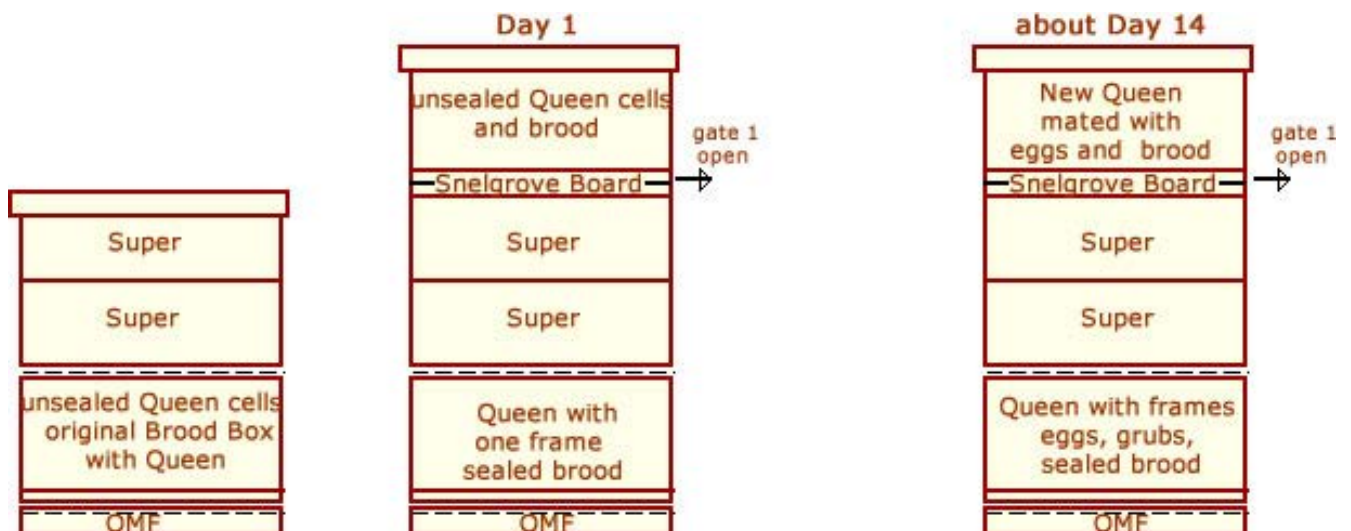 Super
Super
unsealed Queen cells
original Brood Box
with Queen
OMF
Day 1
unsealed Queen cells
and brood
gate 1
open
Snelgrove Board
Super
Super
Queen with
one frame
sealed brood
OMF
about Day 14
New Queen
mated with
eggs and brood
gate 1
open
Snelgrove Board
Super
Super
Queen with frames
eggs, grubs,
sealed brood
OMF